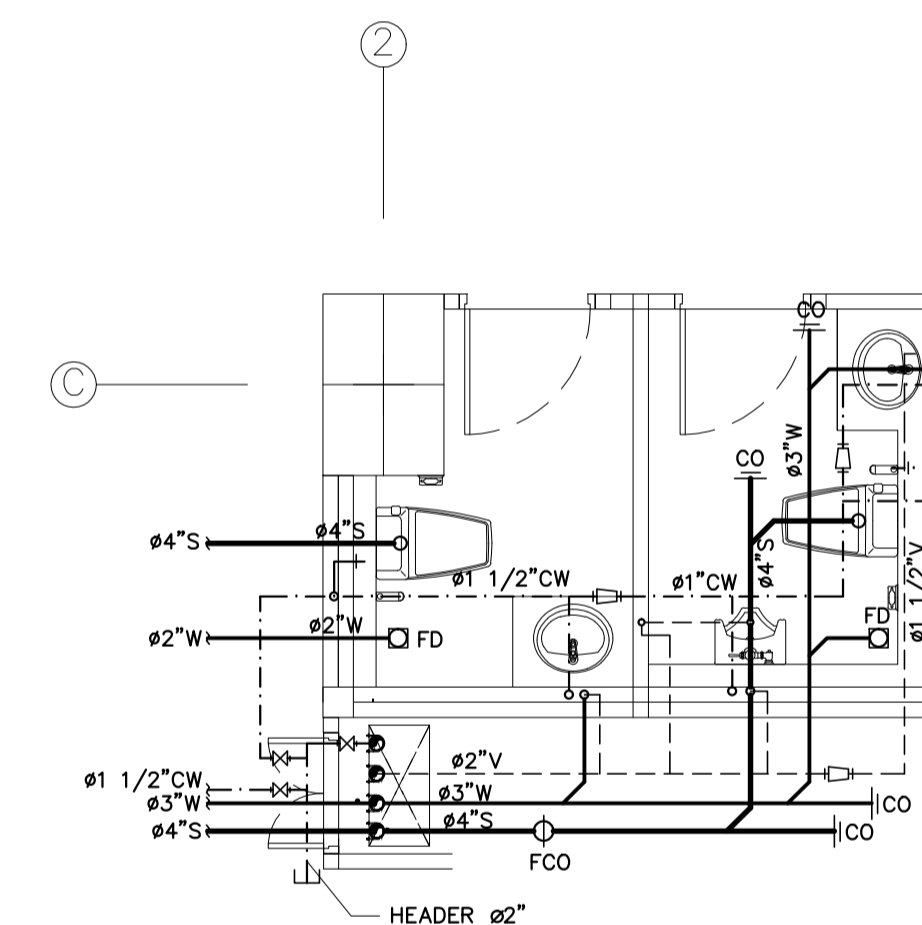 2
CO
C
ø3"W
CO
ø4"S
ø4"S
ø4"S
ø1 1/2"CW
ø1"CW
ø1 1/2"V
ø2"W
ø2"W
FD
FD
ø2"V
ø1 1/2"CW
ø3"W
ø3"W
CO
ø4"S
ø4"S
CO
FCO
HEADER ø2"